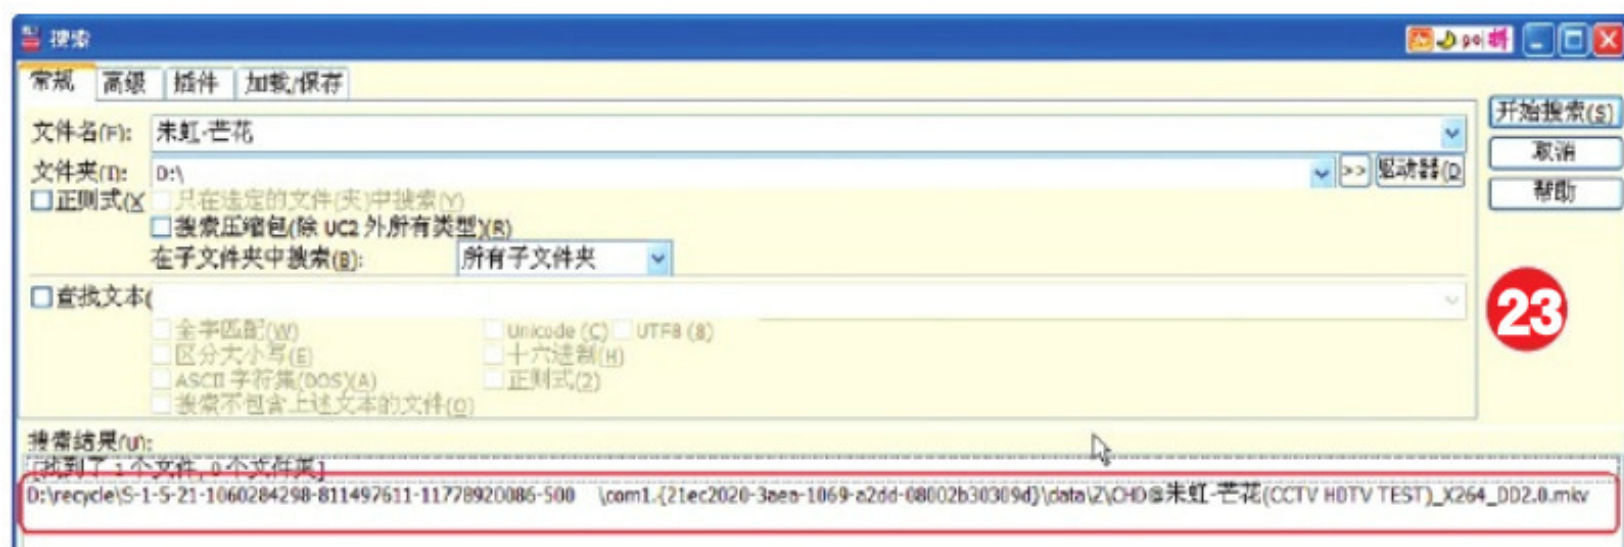 搜索
常规 高级 插件 加载/保存
文件名(F): 朱虹-芒花
开始搜索(S)
文件夹(T): D:\ >> 驱动器(D
取消
正则式(X 只在选定的文件(夹)中搜索(Y)
帮助
搜索压缩包(除 UC2 外所有类型)(R)
在子文件夹中搜索(B): 所有子文件夹
查找文本(
23
全字匹配(W) Unicode (C) UTF8 (8)
区分大小写(E) 十六进制(H)
ASCII 字符集(DOS)(A) 正则式(2)
搜索不包含上述文本的文件(O)
搜索结果(U):
[找到了 1 个文件, 0 个文件夹]
D:\recycle\S-1-5-21-1060284298-811497611-11778920086-500 \com1.{21ec2020-3aea-1069-a2dd-08002b30309d}\data\Z\CHD@朱虹-芒花(CCTV HDTV TEST)_X264_DD2.0.mkv